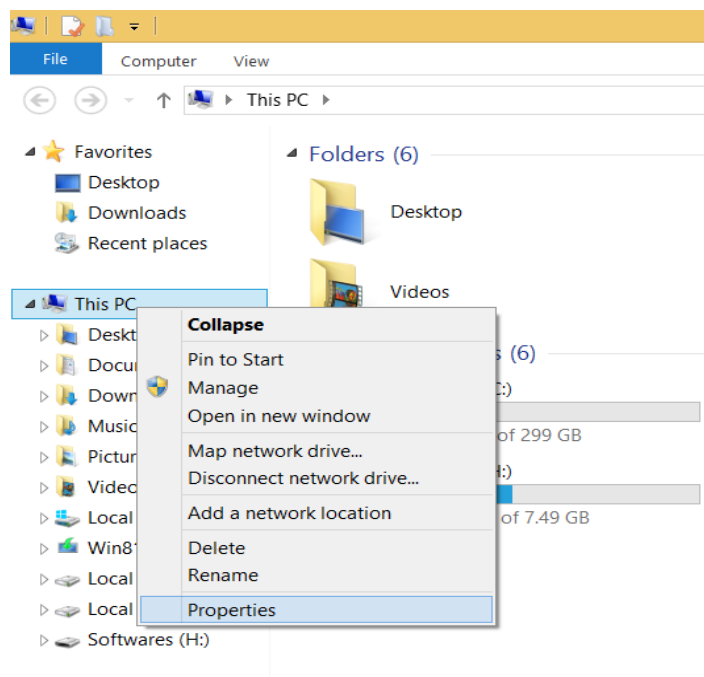 File Computer View
This PC
Favorites
Desktop
Downloads
Recent places
This PC
Deskt
Docu
Down
Music
Pictur
Video
Local
Win8
Local
Local
Softwares (H:)
Folders (6)
Desktop
Videos
s (6)
C:)
of 299 GB
H:)
of 7.49 GB
Collapse
Pin to Start
Manage
Open in new window
Map network drive...
Disconnect network drive...
Add a network location
Delete
Rename
Properties